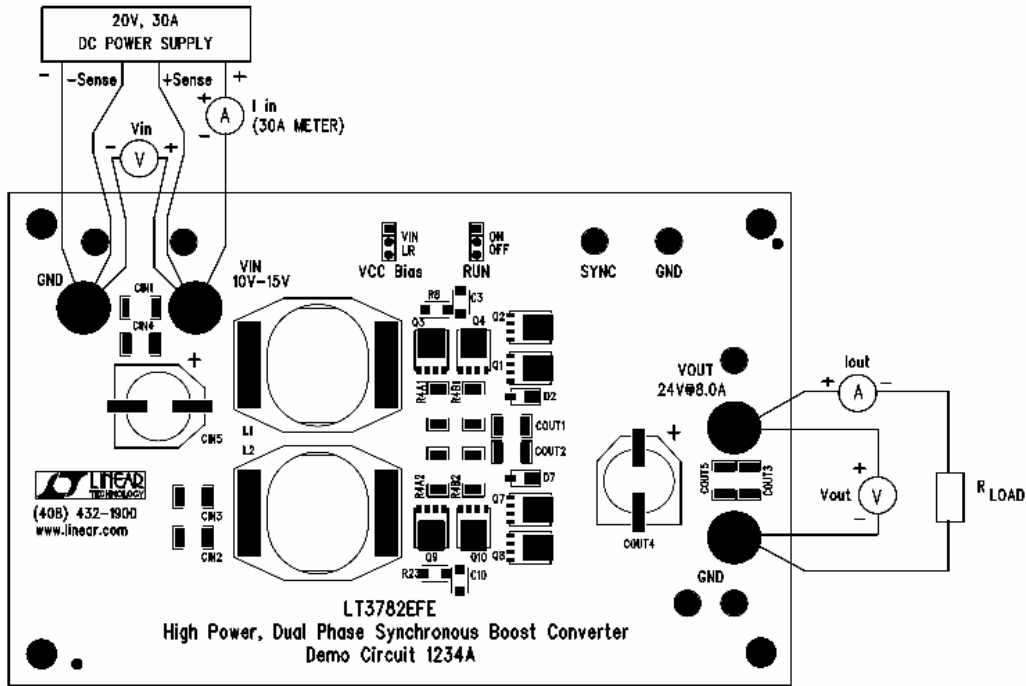 20V, 30A
DC POWER SUPPLY
- -Sense +Sense +
I in
(30A METER)
+ A -
Vin
- V +
GND
VIN
10V-15V
VIN
LR
VCC Bias
ON
OFF
RUN
SYNC
GND
CIN1
CIN4
+
CIN5
L1
L2
R8
C3
Q3
Q4
Q2
Q1
R4A1
R4B1
D2
COUT1
COUT2
D7
R4A2
R4B2
Q7
Q8
Q9
Q10
R23
C10
VOUT
24V@8.0A
Iout
+ A -
+
COUT4
COUT5
COUT3
Vout
+ V -
R LOAD
GND
LINEAR
TECHNOLOGY
(408) 432-1900
www.linear.com
CIN3
CIN2
LT3782EFE
High Power, Dual Phase Synchronous Boost Converter
Demo Circuit 1234A